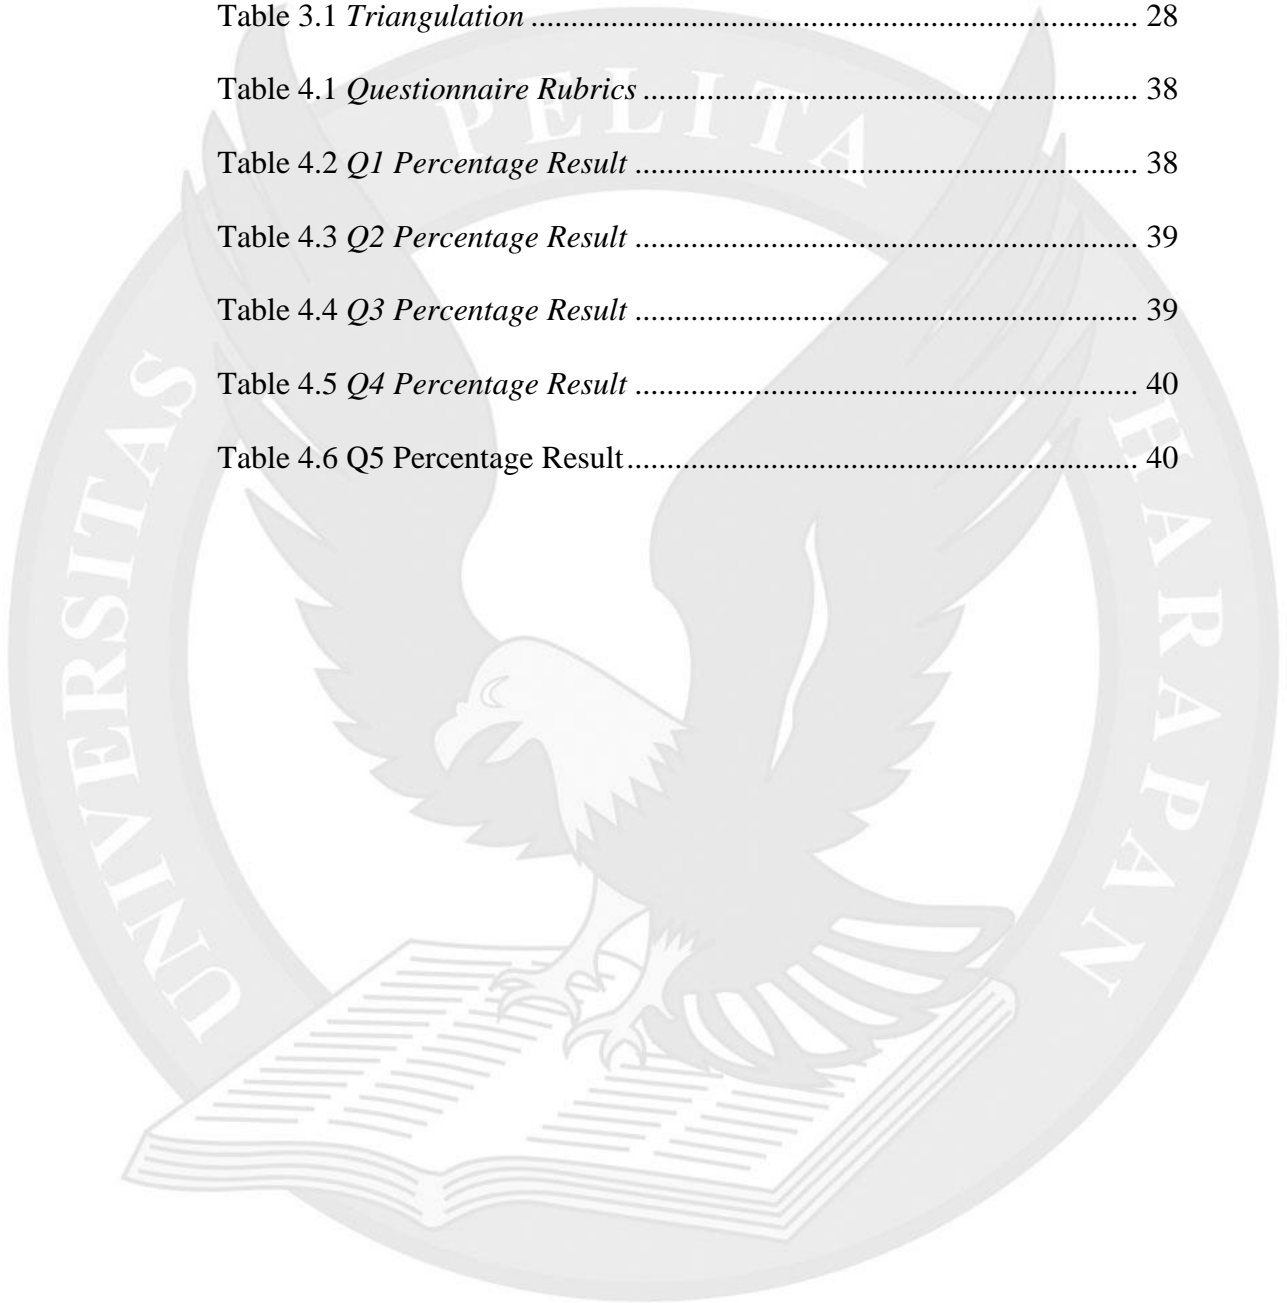 Table 3.1 Triangulation ................................................................................ 28
Table 4.1 Questionnaire Rubrics ................................................................ 38
Table 4.2 Q1 Percentage Result ................................................................. 38
Table 4.3 Q2 Percentage Result ................................................................. 39
Table 4.4 Q3 Percentage Result ................................................................. 39
Table 4.5 Q4 Percentage Result ................................................................. 40
Table 4.6 Q5 Percentage Result .................................................................. 40
UNIVERSITAS PELITA HARAPAN